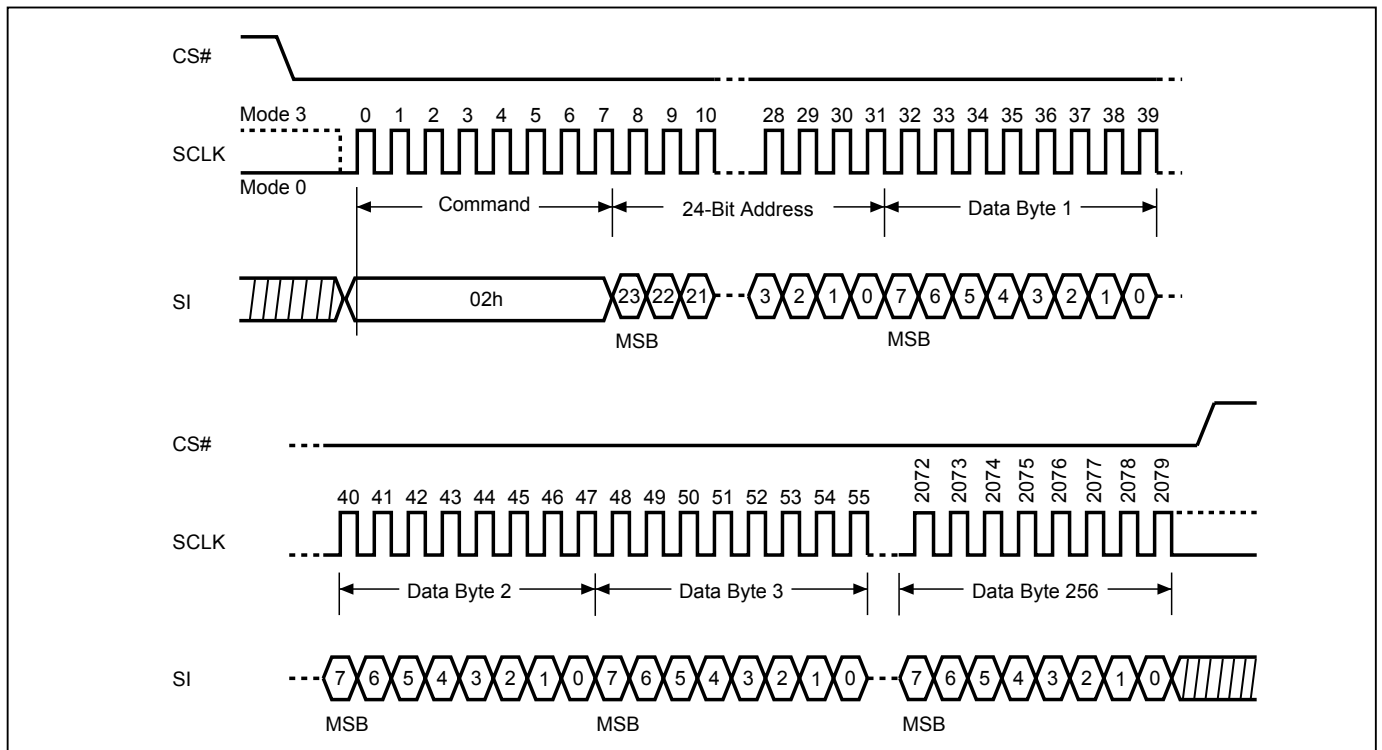 CS#
Mode 3
0 1 2 3 4 5 6 7 8 9 10 28 29 30 31 32 33 34 35 36 37 38 39
SCLK
Mode 0
Command 24-Bit Address Data Byte 1
SI 02h 23 22 21 3 2 1 0 7 6 5 4 3 2 1 0
MSB MSB
CS#
40 41 42 43 44 45 46 47 48 49 50 51 52 53 54 55 2072 2073 2074 2075 2076 2077 2078 2079
SCLK
Data Byte 2 Data Byte 3 Data Byte 256
SI 7 6 5 4 3 2 1 0 7 6 5 4 3 2 1 0 7 6 5 4 3 2 1 0
MSB MSB MSB